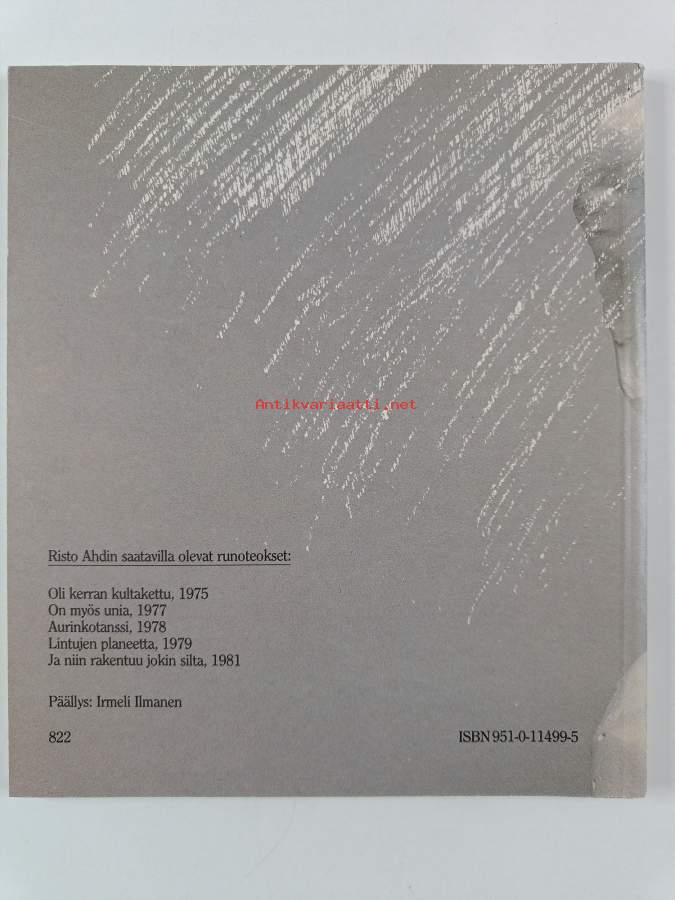 Antikvariaatti.net
Risto Ahdin saatavilla olevat runoteokset:
Oli kerran kultakettu, 1975
On myös unia, 1977
Aurinkotanssi, 1978
Lintujen planeetta, 1979
Ja niin rakentuu jokin silta, 1981
Päällys: Irmeli Ilmanen
822
ISBN 951-0-11499-5